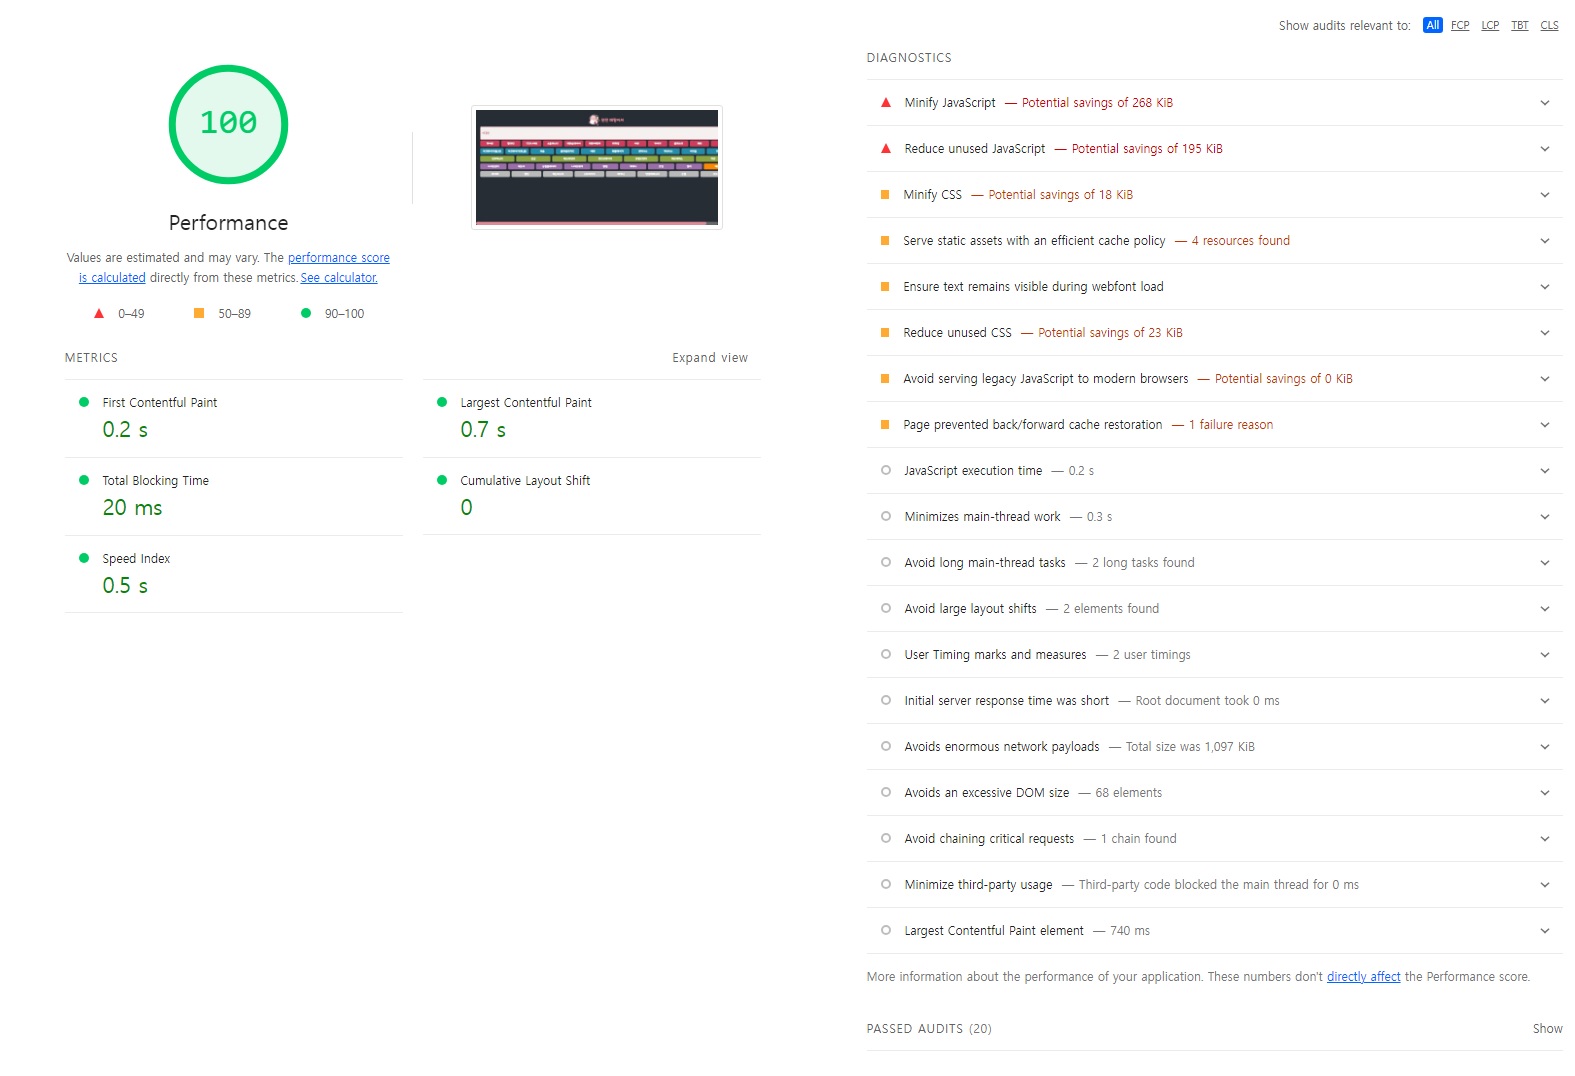 100
Performance
Values are estimated and may vary. The performance score
is calculated directly from these metrics. See calculator.
0–49
50–89
90–100
METRICS
Expand view
First Contentful Paint
0.2 s
Largest Contentful Paint
0.7 s
Total Blocking Time
20 ms
Cumulative Layout Shift
0
Speed Index
0.5 s
Show audits relevant to: All FCP LCP TBT CLS
DIAGNOSTICS
Minify JavaScript — Potential savings of 268 KiB
Reduce unused JavaScript — Potential savings of 195 KiB
Minify CSS — Potential savings of 18 KiB
Serve static assets with an efficient cache policy — 4 resources found
Ensure text remains visible during webfont load
Reduce unused CSS — Potential savings of 23 KiB
Avoid serving legacy JavaScript to modern browsers — Potential savings of 0 KiB
Page prevented back/forward cache restoration — 1 failure reason
JavaScript execution time — 0.2 s
Minimizes main-thread work — 0.3 s
Avoid long main-thread tasks — 2 long tasks found
Avoid large layout shifts — 2 elements found
User Timing marks and measures — 2 user timings
Initial server response time was short — Root document took 0 ms
Avoids enormous network payloads — Total size was 1,097 KiB
Avoids an excessive DOM size — 68 elements
Avoid chaining critical requests — 1 chain found
Minimize third-party usage — Third-party code blocked the main thread for 0 ms
Largest Contentful Paint element — 740 ms
More information about the performance of your application. These numbers don't directly affect the Performance score.
PASSED AUDITS (20)
Show